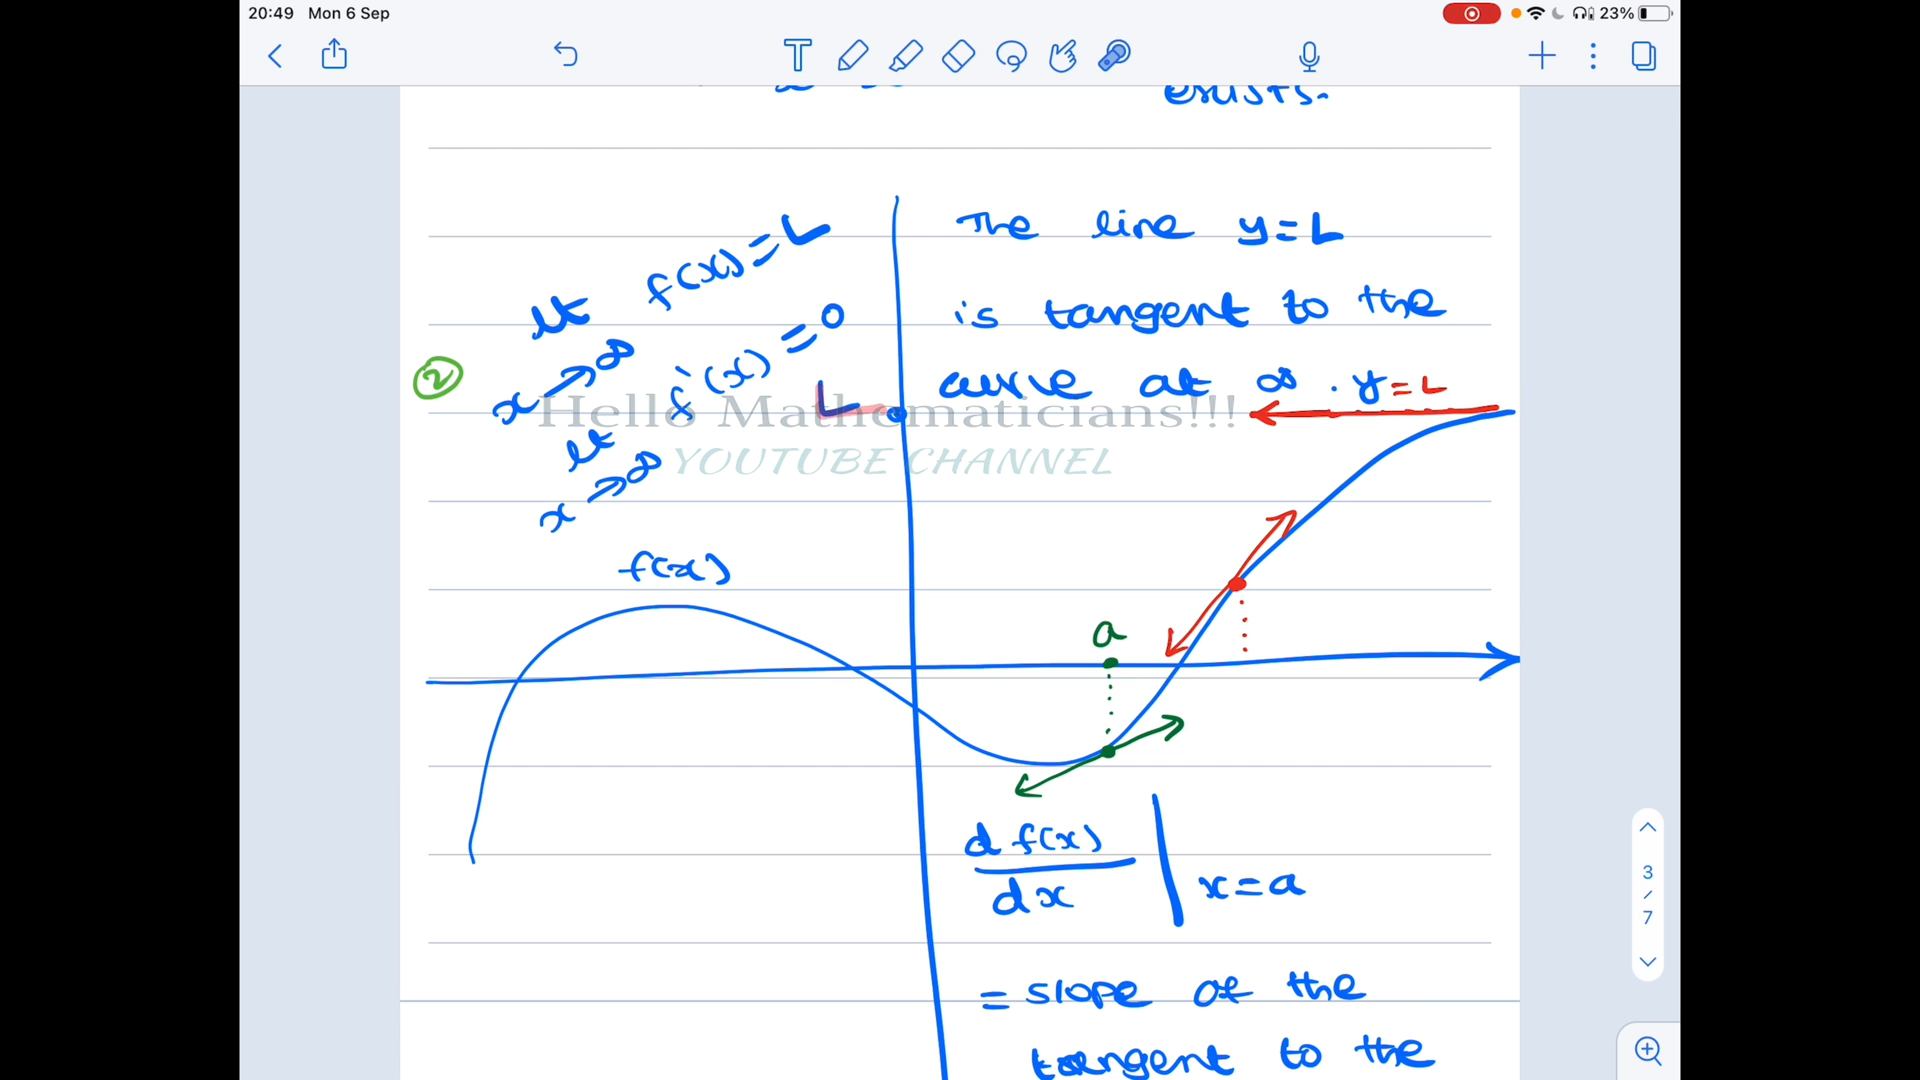 20:49 Mon 6 Sep
23%
T
exists.
lt f(x)=L
x→∞
2
lt f'(x)=0
x→∞
The line y=L
is tangent to the
curve at ∞. y=L
L
Hello Mathematicians!!!
YOUTUBE CHANNEL
f(x)
a
d f(x)
dx
x=a
= slope of the
tangent to the
3
/
7